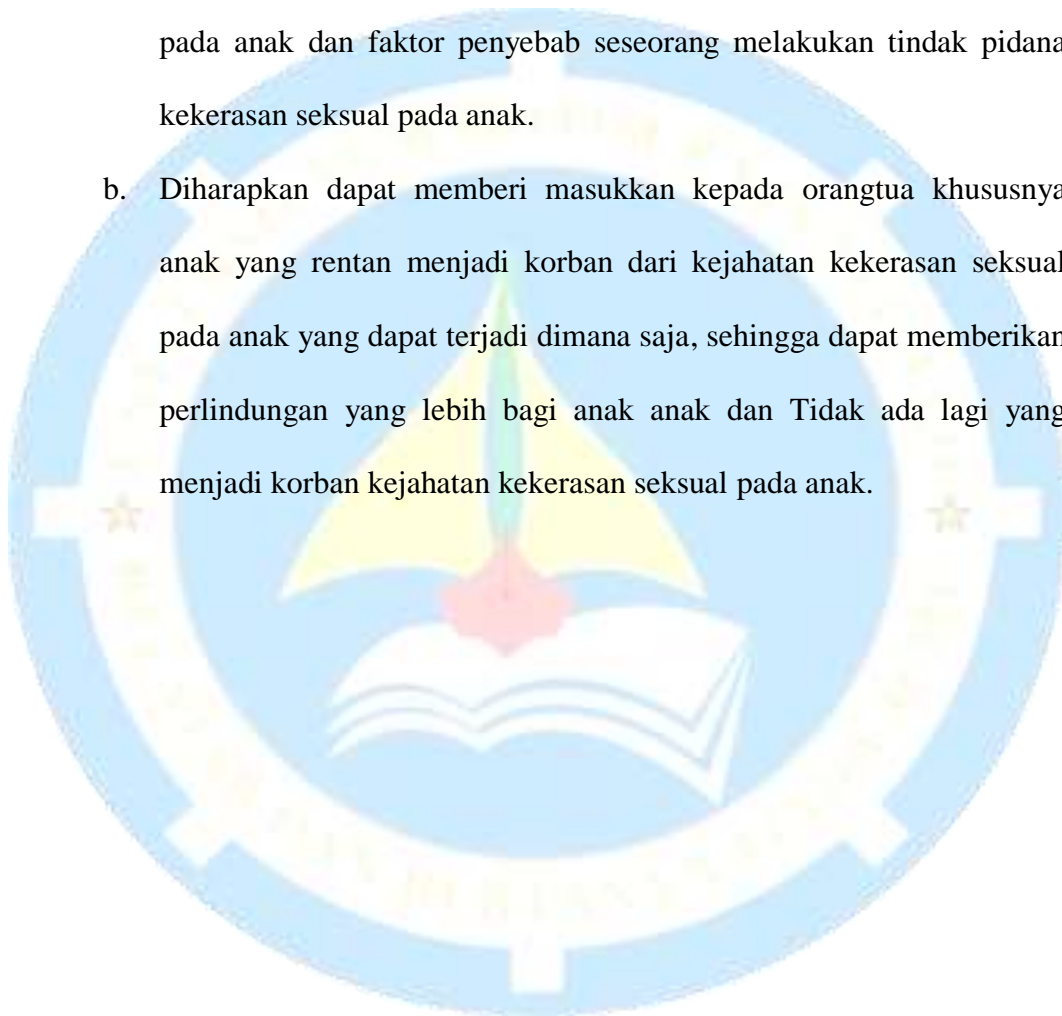 pada anak dan faktor penyebab seseorang melakukan tindak pidana
kekerasan seksual pada anak.
b. Diharapkan dapat memberi masukkan kepada orangtua khususnya
anak yang rentan menjadi korban dari kejahatan kekerasan seksual
pada anak yang dapat terjadi dimana saja, sehingga dapat memberikan
perlindungan yang lebih bagi anak anak dan Tidak ada lagi yang
menjadi korban kejahatan kekerasan seksual pada anak.